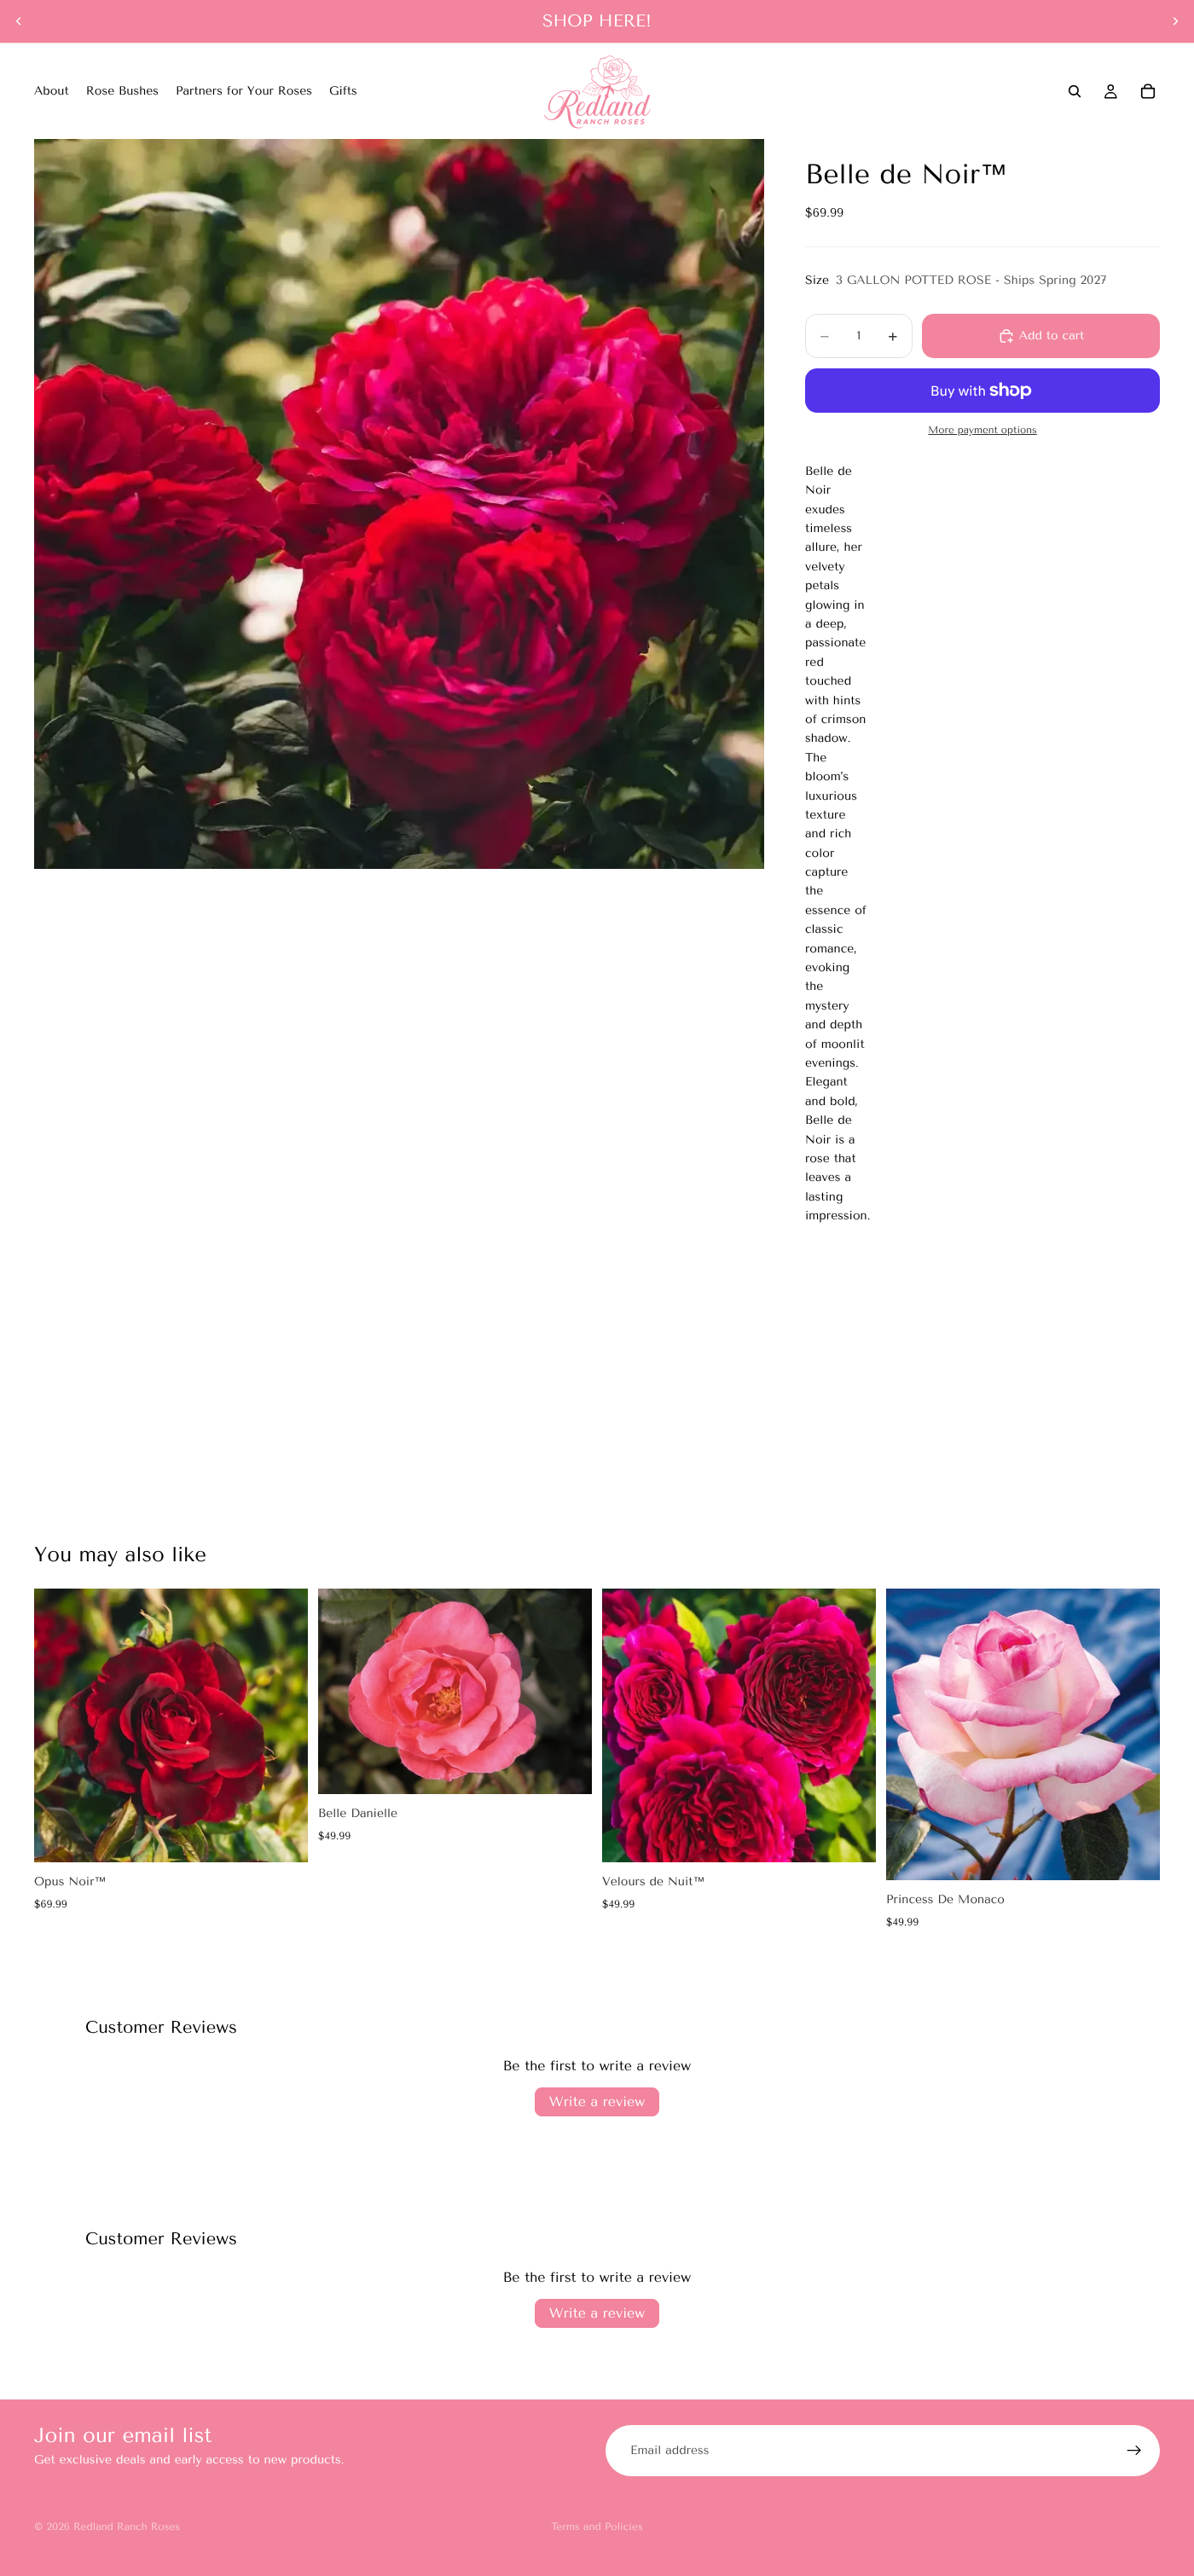 SHOP HERE!
About Rose Bushes Partners for Your Roses Gifts
Redland
RANCH ROSES
Belle de Noir™
$69.99
Size 3 GALLON POTTED ROSE - Ships Spring 2027
1 Add to cart
Buy with shop
More payment options
Belle de
Noir
exudes
timeless
allure, her
velvety
petals
glowing in
a deep,
passionate
red
touched
with hints
of crimson
shadow.
The
bloom's
luxurious
texture
and rich
color
capture
the
essence of
classic
romance,
evoking
the
mystery
and depth
of moonlit
evenings.
Elegant
and bold,
Belle de
Noir is a
rose that
leaves a
lasting
impression.
You may also like
Opus Noir™
$69.99
Belle Danielle
$49.99
Velours de Nuit™
$49.99
Princess De Monaco
$49.99
Customer Reviews
Be the first to write a review
Write a review
Customer Reviews
Be the first to write a review
Write a review
Join our email list
Get exclusive deals and early access to new products.
Email address
© 2026 Redland Ranch Roses
Terms and Policies